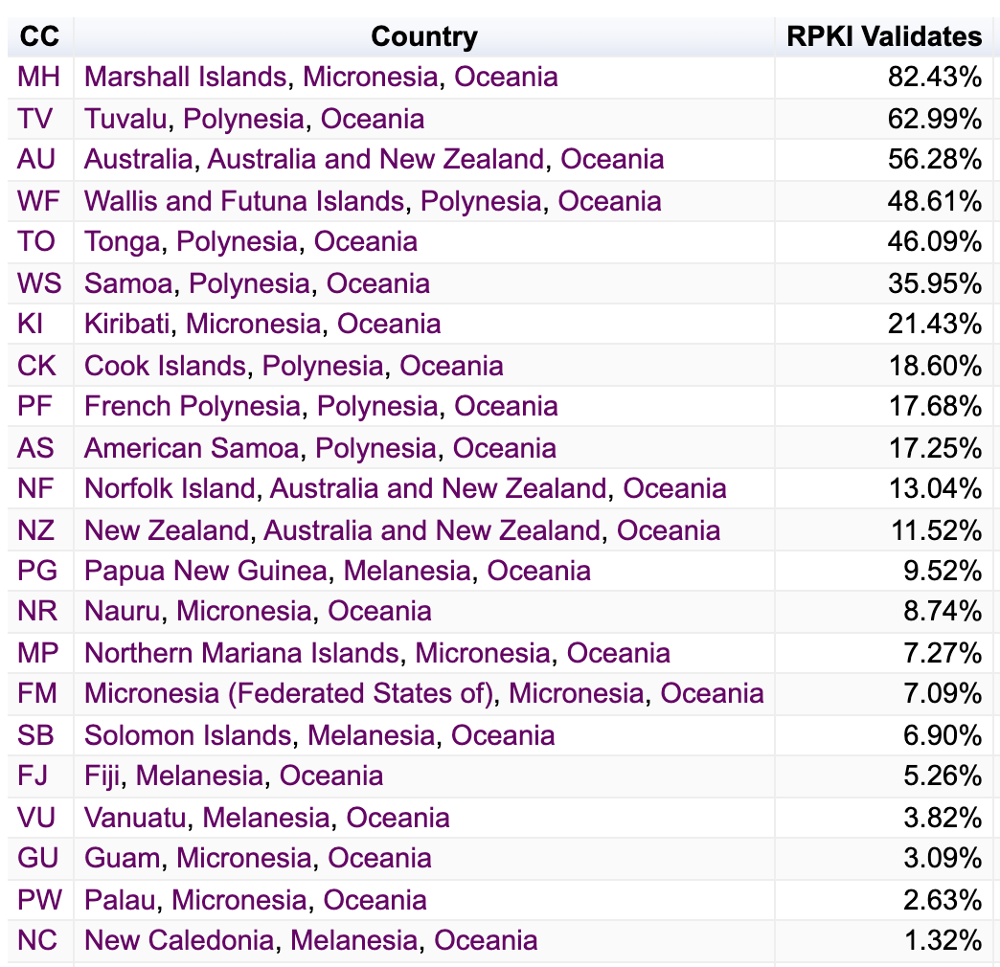 CC Country RPKI Validates
MH Marshall Islands, Micronesia, Oceania 82.43%
TV Tuvalu, Polynesia, Oceania 62.99%
AU Australia, Australia and New Zealand, Oceania 56.28%
WF Wallis and Futuna Islands, Polynesia, Oceania 48.61%
TO Tonga, Polynesia, Oceania 46.09%
WS Samoa, Polynesia, Oceania 35.95%
KI Kiribati, Micronesia, Oceania 21.43%
CK Cook Islands, Polynesia, Oceania 18.60%
PF French Polynesia, Polynesia, Oceania 17.68%
AS American Samoa, Polynesia, Oceania 17.25%
NF Norfolk Island, Australia and New Zealand, Oceania 13.04%
NZ New Zealand, Australia and New Zealand, Oceania 11.52%
PG Papua New Guinea, Melanesia, Oceania 9.52%
NR Nauru, Micronesia, Oceania 8.74%
MP Northern Mariana Islands, Micronesia, Oceania 7.27%
FM Micronesia (Federated States of), Micronesia, Oceania 7.09%
SB Solomon Islands, Melanesia, Oceania 6.90%
FJ Fiji, Melanesia, Oceania 5.26%
VU Vanuatu, Melanesia, Oceania 3.82%
GU Guam, Micronesia, Oceania 3.09%
PW Palau, Micronesia, Oceania 2.63%
NC New Caledonia, Melanesia, Oceania 1.32%